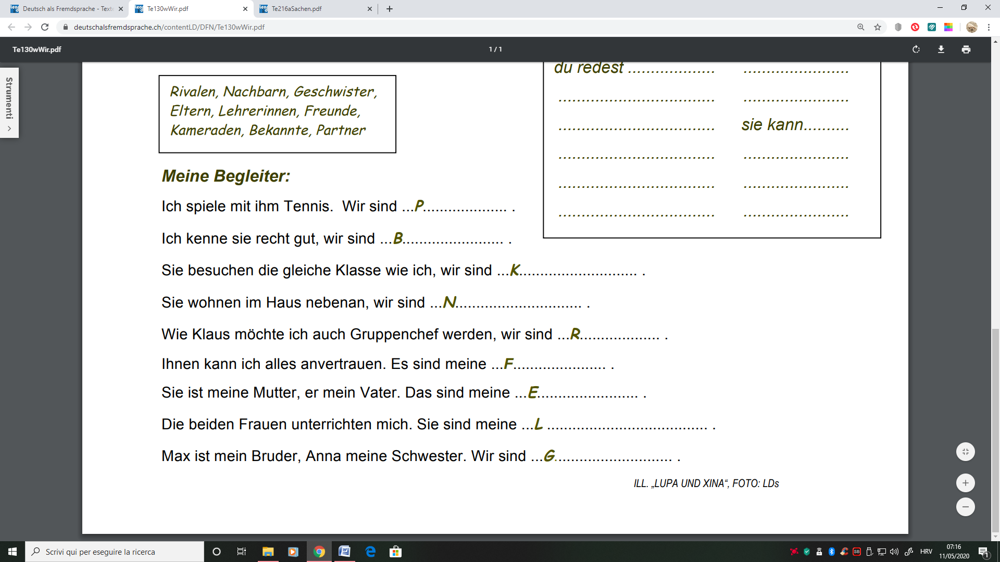 Deutsch als Fremdsprache - Texte
Te130wWir.pdf
Te216aSachen.pdf
deutschalsfremdsprache.ch/contentLD/DFN/Te130wWir.pdf
Te130wWir.pdf
1 / 1
Strumenti
Rivalen, Nachbarn, Geschwister,
Eltern, Lehrerinnen, Freunde,
Kameraden, Bekannte, Partner
du redest ..................... .........................
..................................... .........................
..................................... sie kann..........
..................................... .........................
..................................... .........................
..................................... .........................
Meine Begleiter:
Ich spiele mit ihm Tennis.  Wir sind ...P.................... .
Ich kenne sie recht gut, wir sind ...B........................ .
Sie besuchen die gleiche Klasse wie ich, wir sind ...K............................ .
Sie wohnen im Haus nebenan, wir sind ...N.............................. .
Wie Klaus möchte ich auch Gruppenchef werden, wir sind ...R................... .
Ihnen kann ich alles anvertrauen. Es sind meine ...F...................... .
Sie ist meine Mutter, er mein Vater. Das sind meine ...E........................ .
Die beiden Frauen unterrichten mich. Sie sind meine ...L ...................................... .
Max ist mein Bruder, Anna meine Schwester. Wir sind ...G............................ .
ILL. „LUPA UND XINA“, FOTO: LDs
Scrivi qui per eseguire la ricerca
HRV
07:16
11/05/2020
1